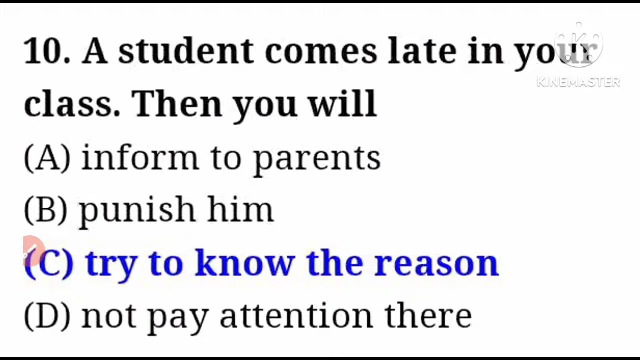 10. A student comes late in your
KINEMASTER
class. Then you will
(A) inform to parents
(B) punish him
(C) try to know the reason
(D) not pay attention there